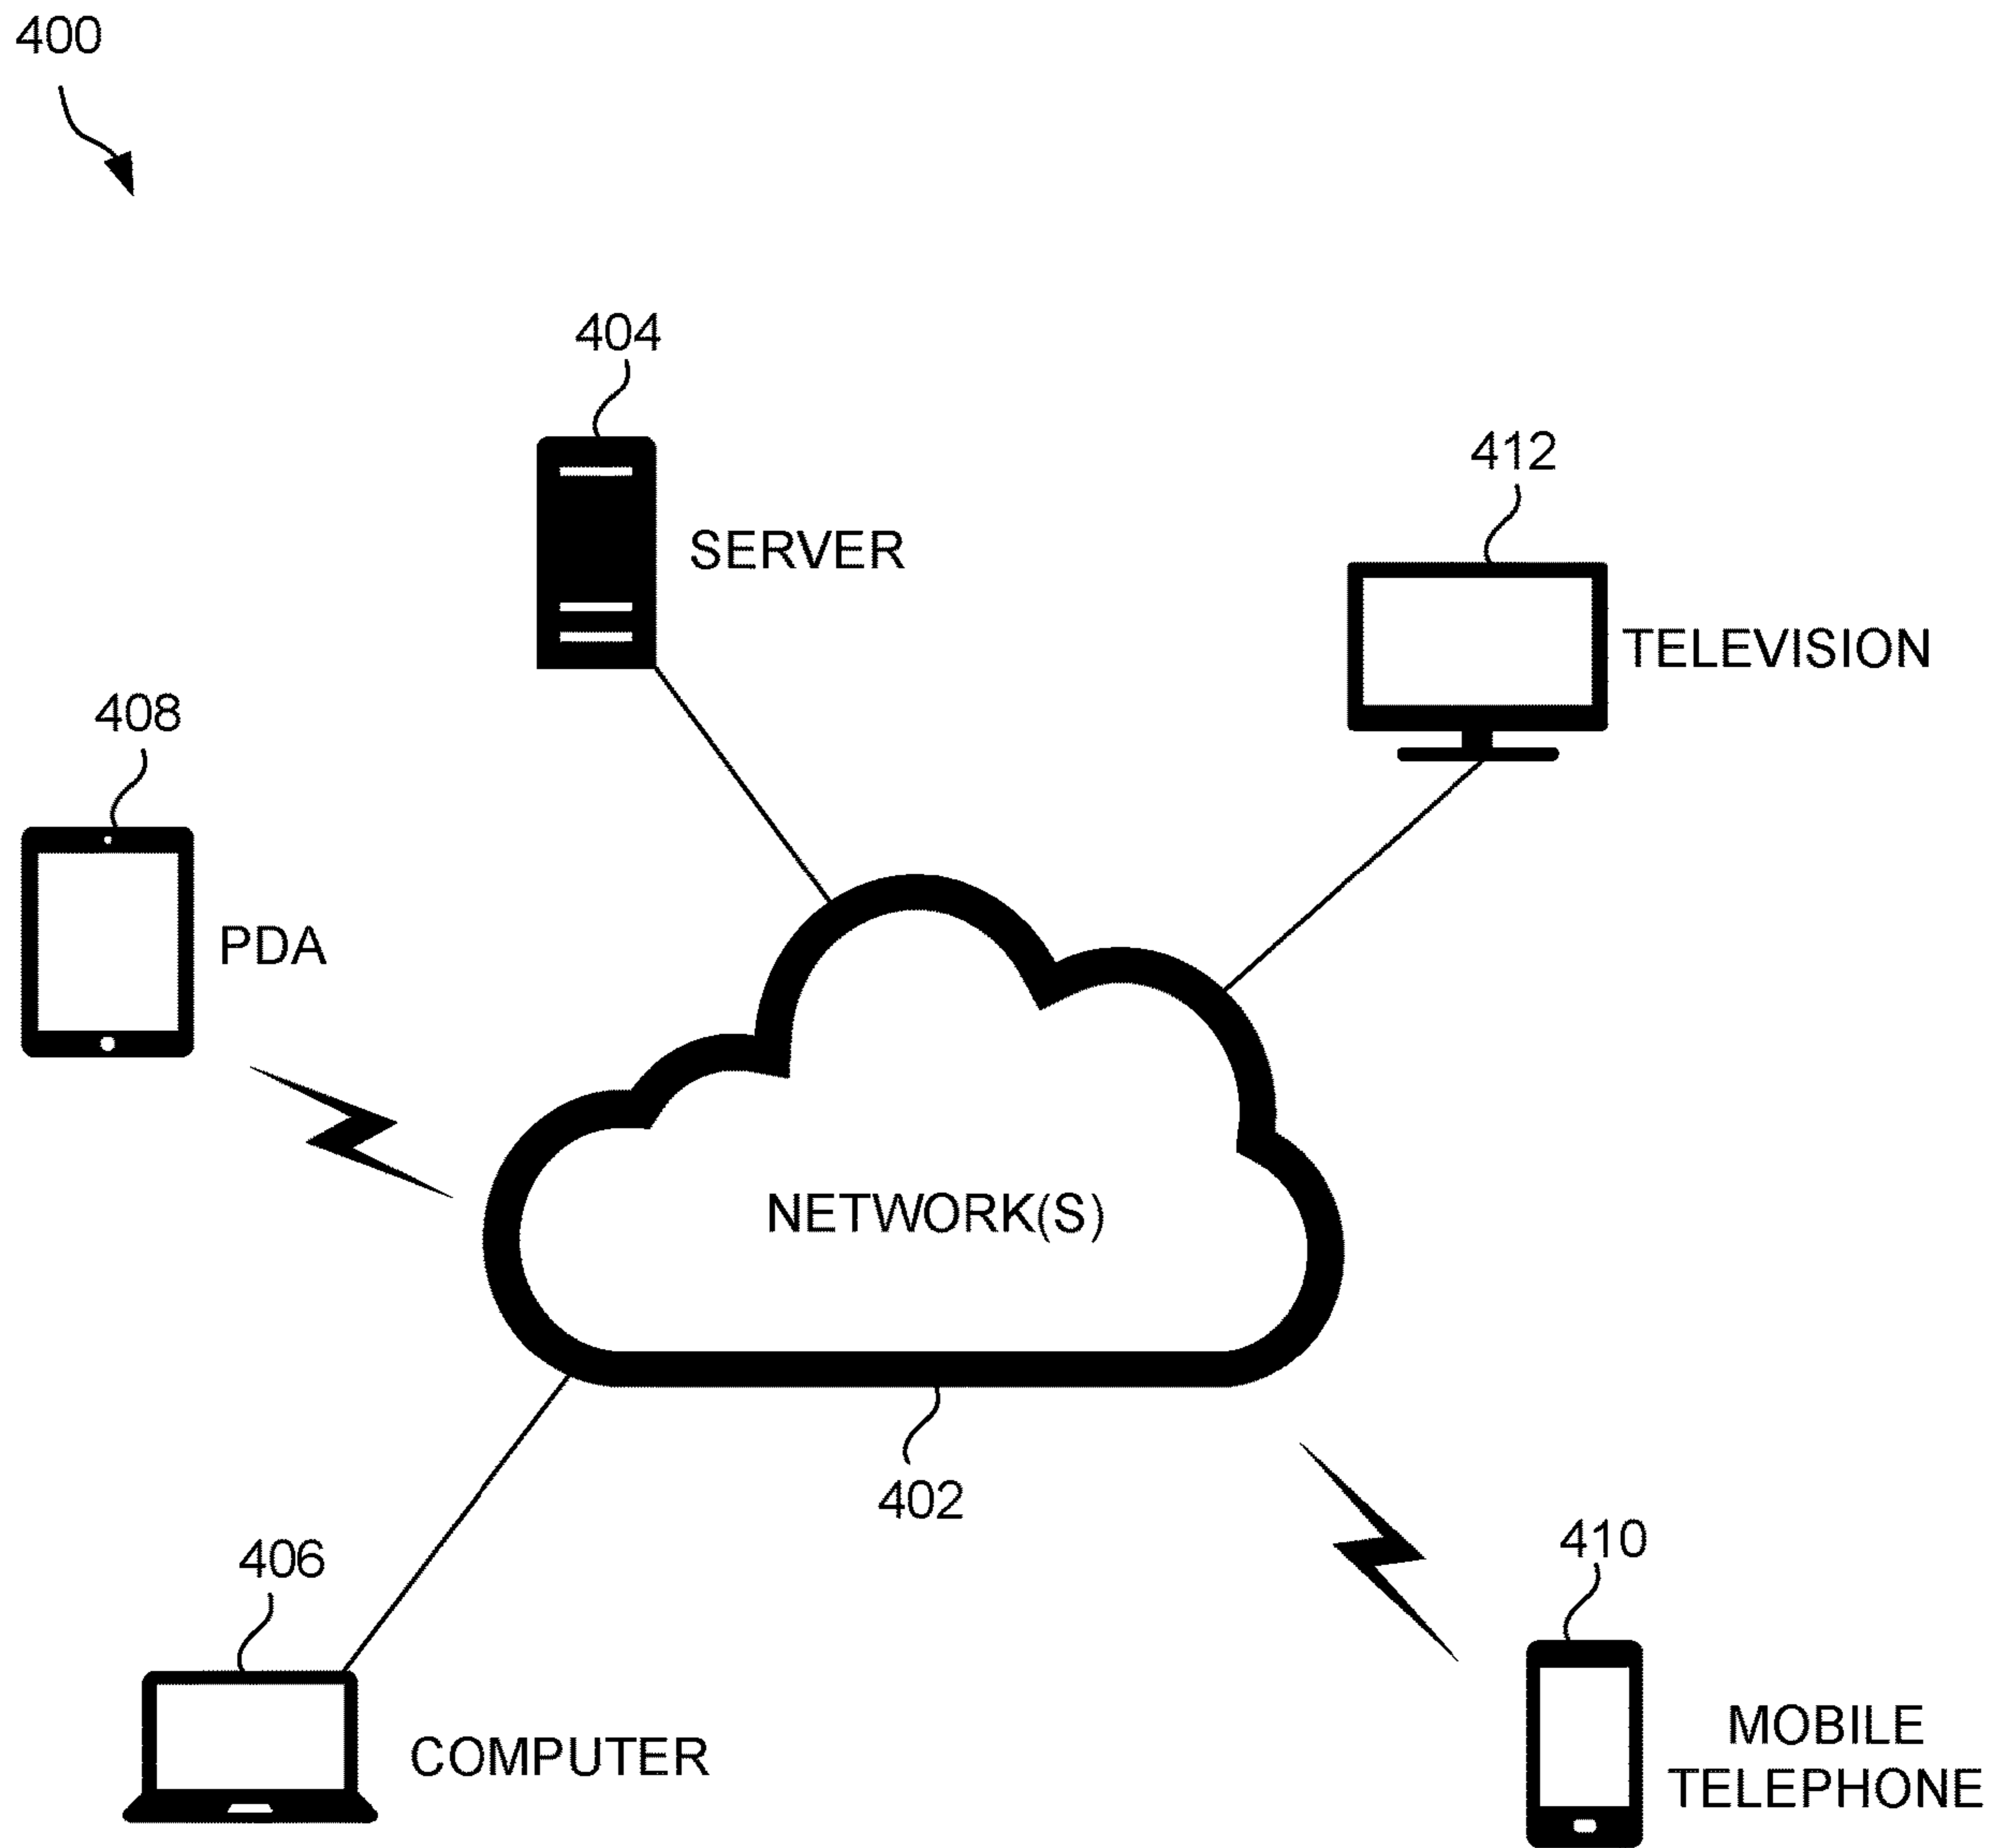 400
404
SERVER
412
TELEVISION
408
PDA
NETWORK(S)
402
406
COMPUTER
410
MOBILE
TELEPHONE